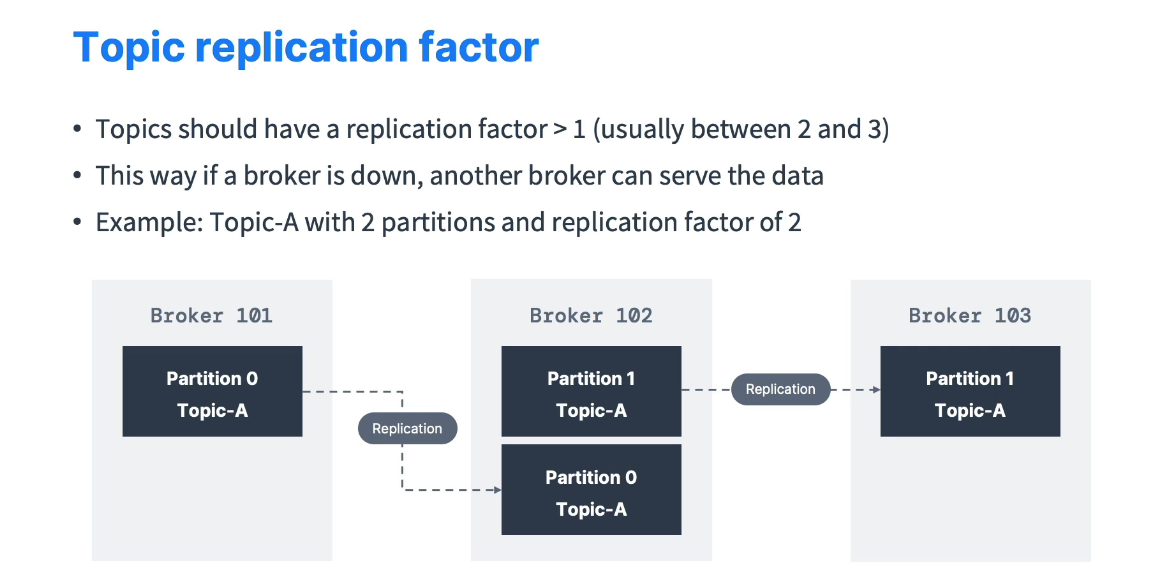 Topic replication factor
• Topics should have a replication factor > 1 (usually between 2 and 3)
• This way if a broker is down, another broker can serve the data
• Example: Topic-A with 2 partitions and replication factor of 2
Broker 101
Partition 0
Topic-A
Replication
Broker 102
Partition 1
Topic-A
Partition 0
Topic-A
Replication
Broker 103
Partition 1
Topic-A